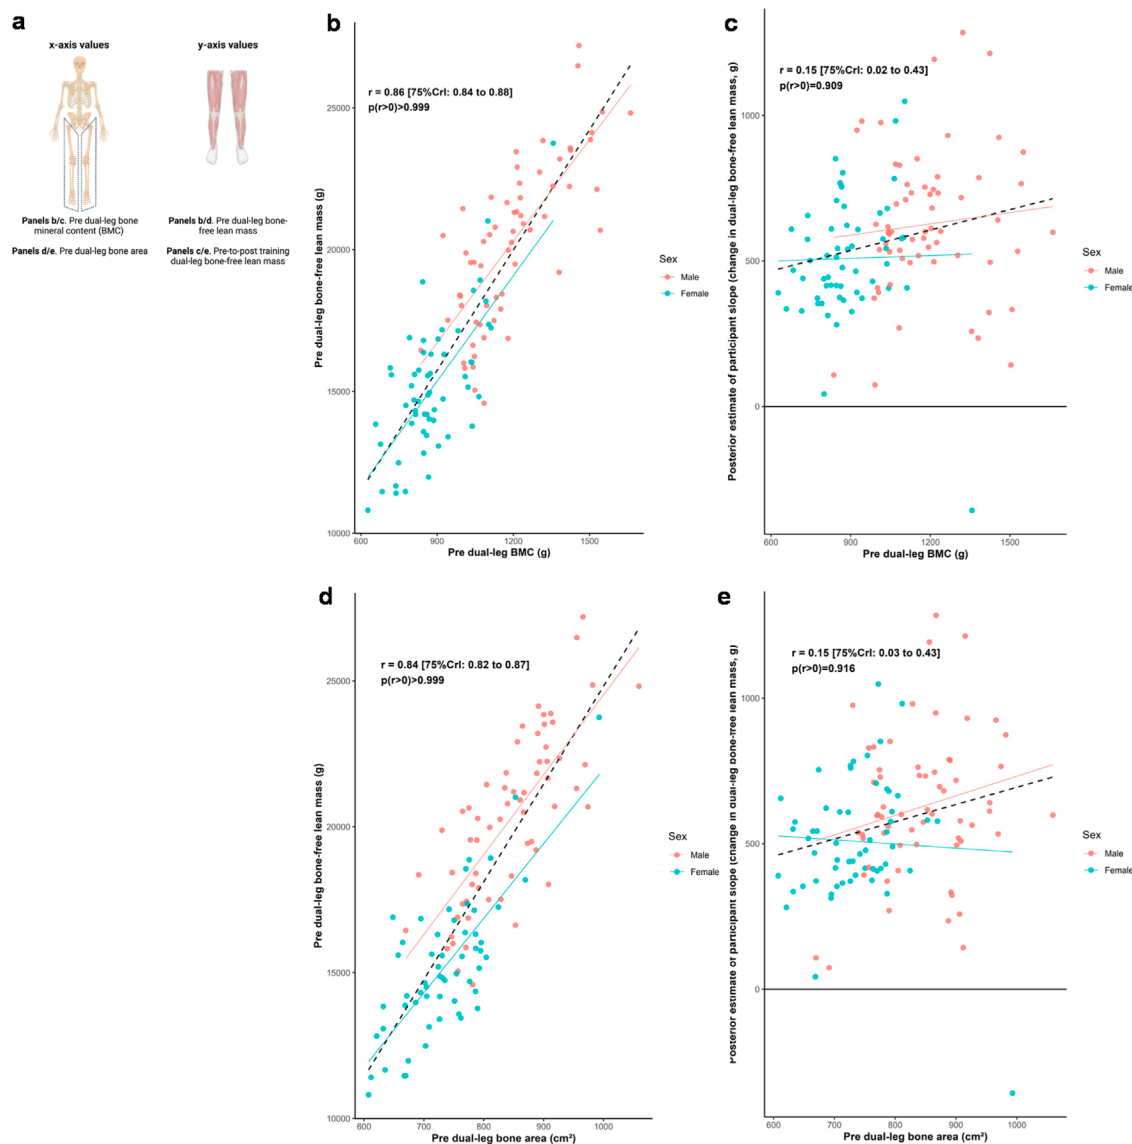 a
x-axis values
y-axis values
Panels b/c. Pre dual-leg bone
mineral content (BMC)
Panels d/e. Pre dual-leg bone area
Panels b/d. Pre dual-leg bone-
free lean mass
Panels c/e. Pre-to-post training
dual-leg bone-free lean mass
b
r = 0.86 [75%CrI: 0.84 to 0.88]
p(r>0)>0.999
Pre dual-leg bone-free lean mass (g)
25000
20000
15000
10000
600
900
1200
1500
Pre dual-leg BMC (g)
Sex
Male
Female
c
r = 0.15 [75%CrI: 0.02 to 0.43]
p(r>0)=0.909
Posterior estimate of participant slope (change in dual-leg bone-free lean mass, g)
1000
500
0
600
900
1200
1500
Pre dual-leg BMC (g)
Sex
Male
Female
d
r = 0.84 [75%CrI: 0.82 to 0.87]
p(r>0)>0.999
Pre dual-leg bone-free lean mass (g)
25000
20000
15000
10000
600
700
800
900
1000
Pre dual-leg bone area (cm²)
Sex
Male
Female
e
r = 0.15 [75%CrI: 0.03 to 0.43]
p(r>0)=0.916
Posterior estimate of participant slope (change in dual-leg bone-free lean mass, g)
1000
500
0
600
700
800
900
1000
Pre dual-leg bone area (cm²)
Sex
Male
Female